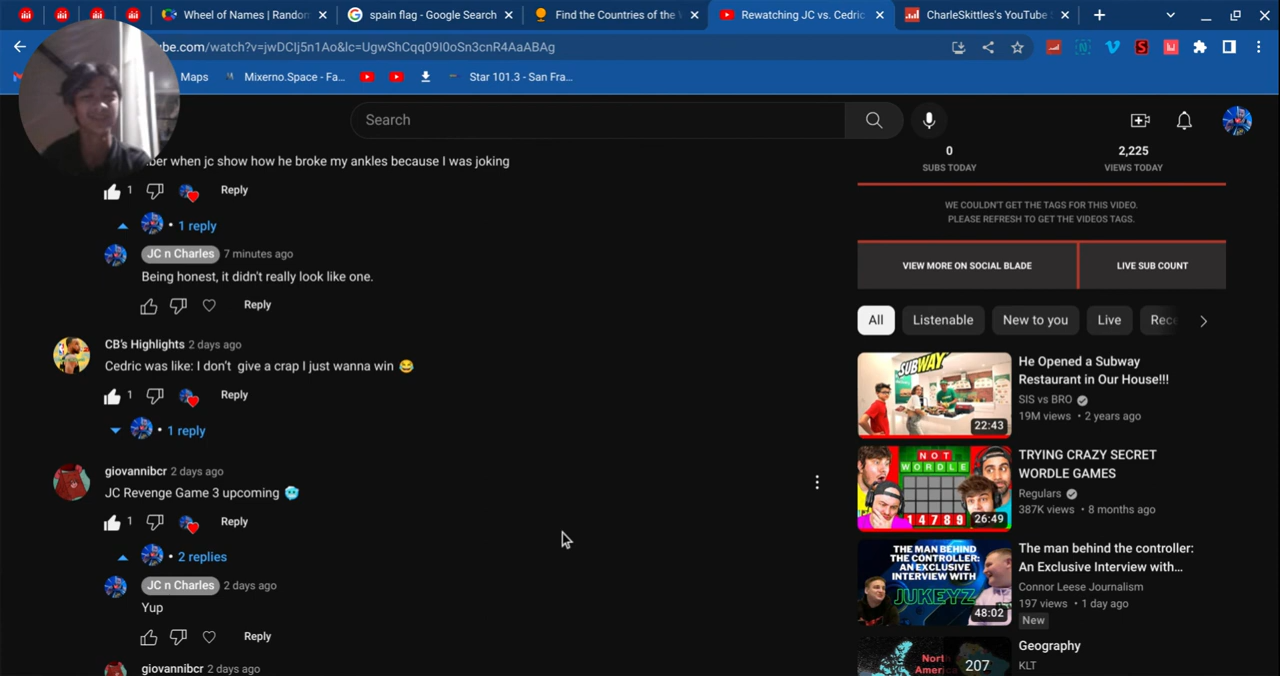 Wheel of Names | Random
spain flag - Google Search
Find the Countries of the W
Rewatching JC vs. Cedric
CharleSkittles's YouTube S
be.com/watch?v=jwDCIj5n1Ao&lc=UgwShCqq09I0oSn3cnR4AaABAg
Maps
Mixerno.Space - Fa...
Star 101.3 - San Fra...
Search
ber when jc show how he broke my ankles because I was joking
1
Reply
1 reply
JC n Charles 7 minutes ago
Being honest, it didn't really look like one.
Reply
CB's Highlights 2 days ago
Cedric was like: I don't give a crap I just wanna win 😂
1
Reply
1 reply
giovannibcr 2 days ago
JC Revenge Game 3 upcoming 🥶
1
Reply
2 replies
JC n Charles 2 days ago
Yup
Reply
giovannibcr 2 days ago
0
SUBS TODAY
2,225
VIEWS TODAY
WE COULDN'T GET THE TAGS FOR THIS VIDEO.
PLEASE REFRESH TO GET THE VIDEOS TAGS.
VIEW MORE ON SOCIAL BLADE
LIVE SUB COUNT
All
Listenable
New to you
Live
Rece
SUBWAY
22:43
He Opened a Subway
Restaurant in Our House!!!
SIS vs BRO
19M views • 2 years ago
NOT
WORDLE
14789
26:49
TRYING CRAZY SECRET
WORDLE GAMES
Regulars
387K views • 8 months ago
THE MAN BEHIND
THE CONTROLLER:
AN EXCLUSIVE
INTERVIEW WITH
JUKEYZ
48:02
The man behind the controller:
An Exclusive Interview with...
Connor Leese Journalism
197 views • 1 day ago
New
North
America
207
Geography
KLT